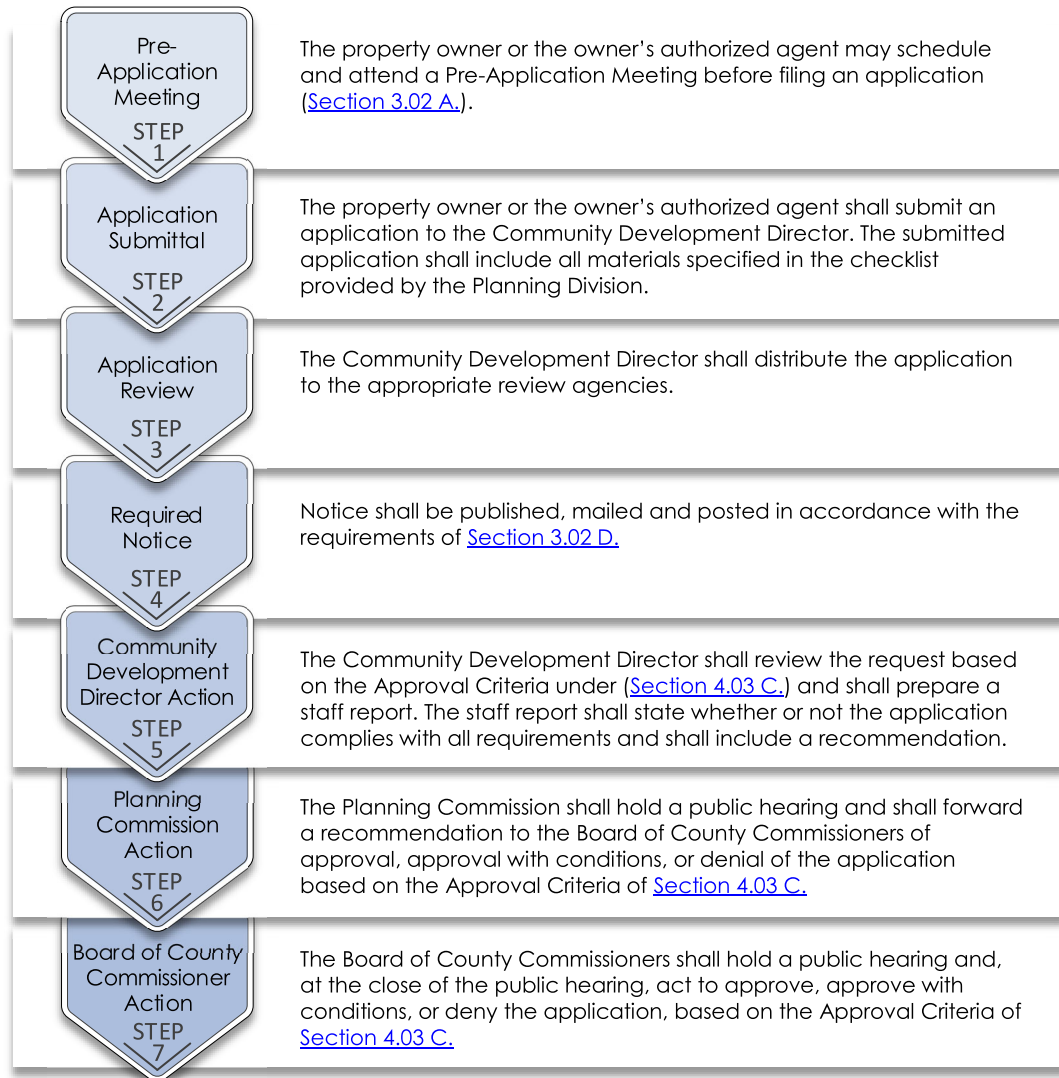 Pre-
Application
Meeting
STEP
1
The property owner or the owner’s authorized agent may schedule
and attend a Pre-Application Meeting before filing an application
(Section 3.02 A.).
Application
Submittal
STEP
2
The property owner or the owner’s authorized agent shall submit an
application to the Community Development Director. The submitted
application shall include all materials specified in the checklist
provided by the Planning Division.
Application
Review
STEP
3
The Community Development Director shall distribute the application
to the appropriate review agencies.
Required
Notice
STEP
4
Notice shall be published, mailed and posted in accordance with the
requirements of Section 3.02 D.
Community
Development
Director Action
STEP
5
The Community Development Director shall review the request based
on the Approval Criteria under (Section 4.03 C.) and shall prepare a
staff report. The staff report shall state whether or not the application
complies with all requirements and shall include a recommendation.
Planning
Commission
Action
STEP
6
The Planning Commission shall hold a public hearing and shall forward
a recommendation to the Board of County Commissioners of
approval, approval with conditions, or denial of the application
based on the Approval Criteria of Section 4.03 C.
Board of County
Commissioner
Action
STEP
7
The Board of County Commissioners shall hold a public hearing and,
at the close of the public hearing, act to approve, approve with
conditions, or deny the application, based on the Approval Criteria of
Section 4.03 C.